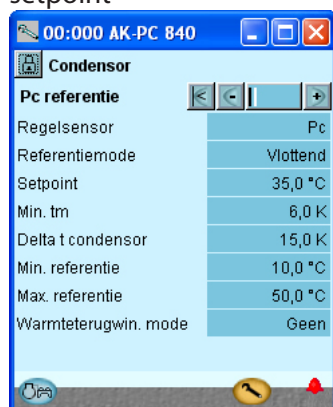 setpoint
00:000 AK-PC 840
Condensor
Pc referentie
Regelsensor Pc
Referentiemode Vlottend
Setpoint 35,0 °C
Min. tm 6,0 K
Delta t condensor 15,0 K
Min. referentie 10,0 °C
Max. referentie 50,0 °C
Warmteterugwin. mode Geen